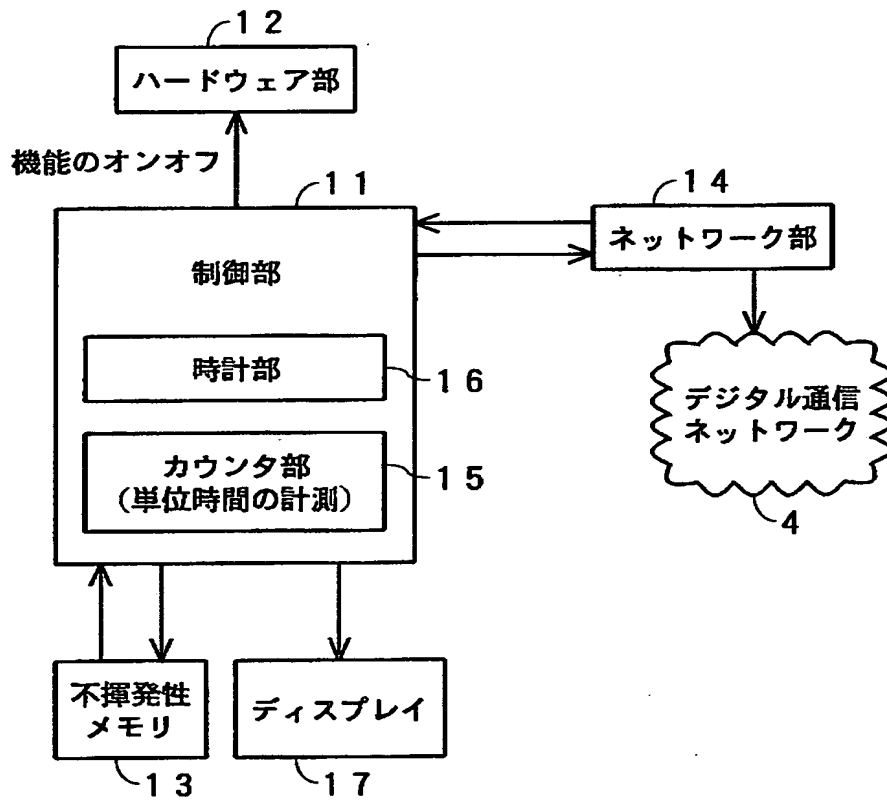 12
ハードウェア部
機能のオンオフ
11
14
制御部
ネットワーク部
時計部
16
デジタル通信
ネットワーク
カウンタ部
(単位時間の計測)
15
4
不揮発性
メモリ
ディスプレイ
13
17